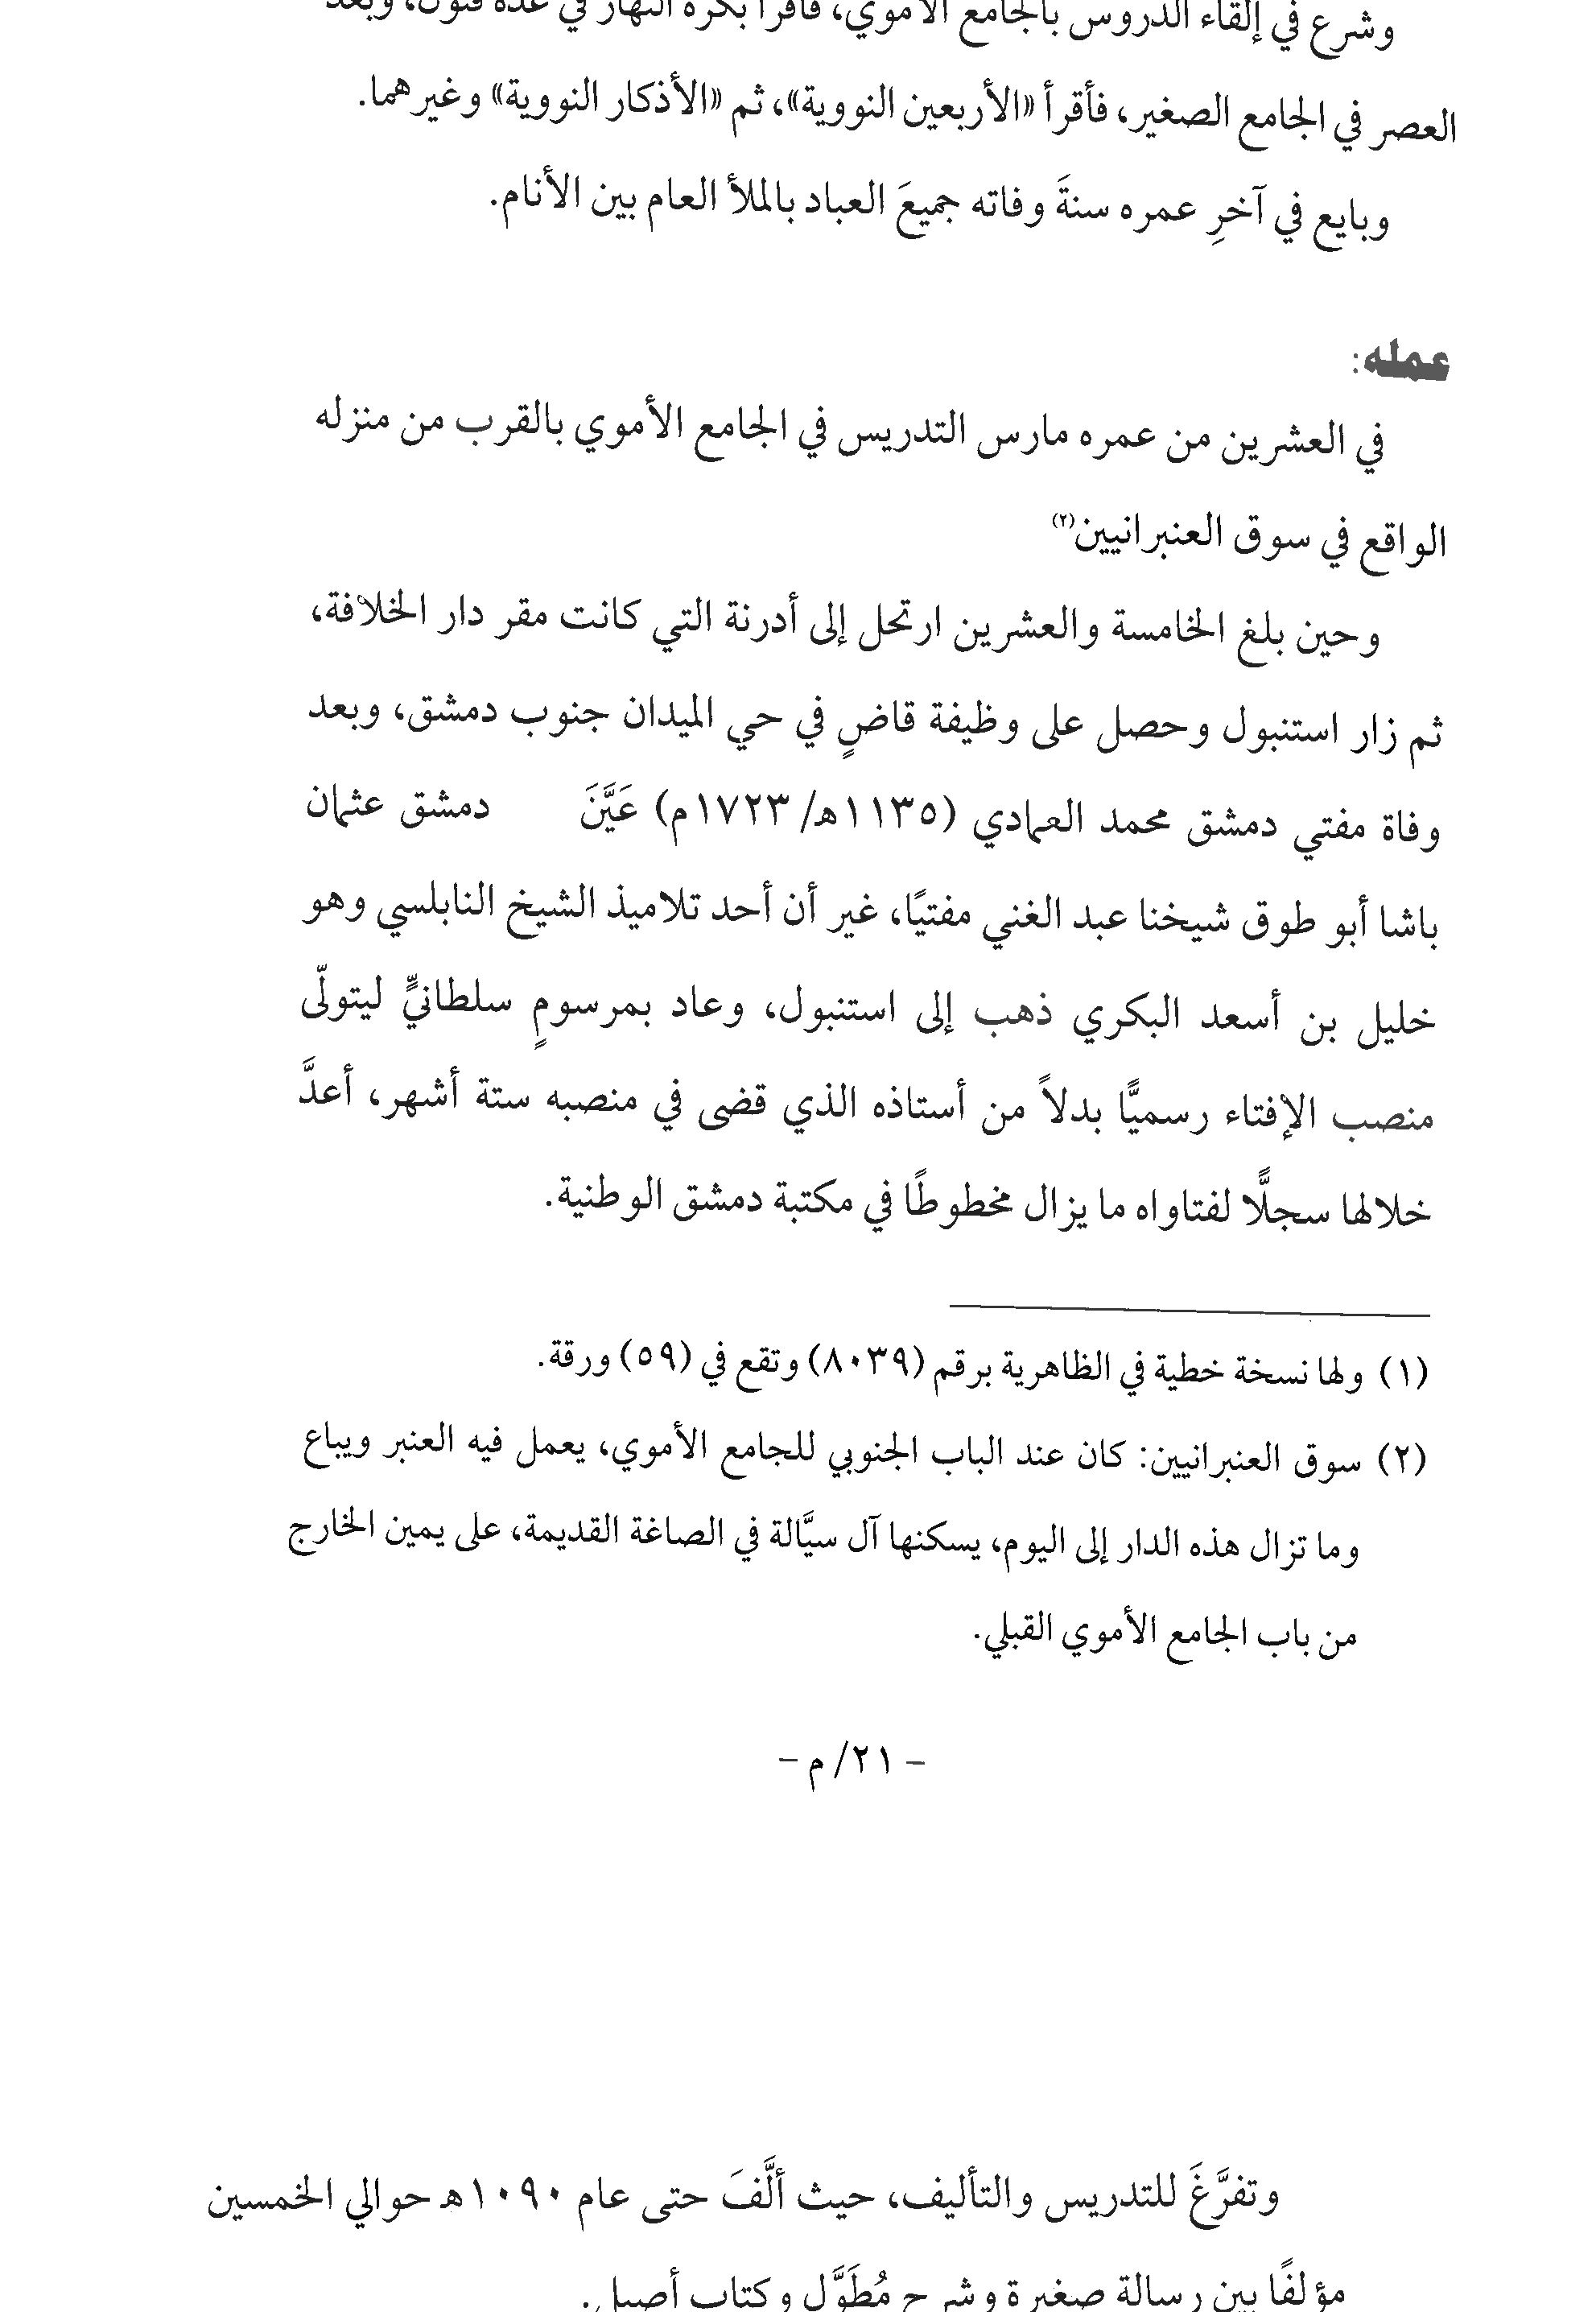 وشرع في إلقاء الدروس بالجامع الأموي، فأقرأ بكرة النهار في عدة فنون، وبعد
العصر في الجامع الصغير، فأقرأ «الأربعين النووية»، ثم «الأذكار النووية» وغيرهما.
وبايع في آخرِ عمره سنةَ وفاته جميعَ العباد بالملأ العام بين الأنام.
عمله:
في العشرين من عمره مارس التدريس في الجامع الأموي بالقرب من منزله
الواقع في سوق العنبرانيين(٢)
وحين بلغ الخامسة والعشرين ارتحل إلى أدرنة التي كانت مقر دار الخلافة،
ثم زار استنبول وحصل على وظيفة قاضٍ في حي الميدان جنوب دمشق، وبعد
وفاة مفتي دمشق محمد العمادي (١١٣٥هـ/ ١٧٢٣م) عَيَّنَ دمشق عثمان
باشا أبو طوق شيخنا عبد الغني مفتيًا، غير أن أحد تلاميذ الشيخ النابلسي وهو
خليل بن أسعد البكري ذهب إلى استنبول، وعاد بمرسومٍ سلطانيٍّ ليتولّى
منصب الإفتاء رسميًّا بدلاً من أستاذه الذي قضى في منصبه ستة أشهر، أعدَّ
خلالها سجلًّا لفتاواه ما يزال مخطوطًا في مكتبة دمشق الوطنية.
(١) ولها نسخة خطية في الظاهرية برقم (٨٠٣٩) وتقع في (٥٩) ورقة.
(٢) سوق العنبرانيين: كان عند الباب الجنوبي للجامع الأموي، يعمل فيه العنبر ويباع
وما تزال هذه الدار إلى اليوم، يسكنها آل سيَّالة في الصاغة القديمة، على يمين الخارج
من باب الجامع الأموي القبلي.
- ٢١/ م -
وتفرَّغَ للتدريس والتأليف، حيث ألَّفَ حتى عام ١٠٩٠هـ حوالي الخمسين
مؤلفًا بين رسالة صغيرة وشرح مُطَوَّل وكتاب أصيل.